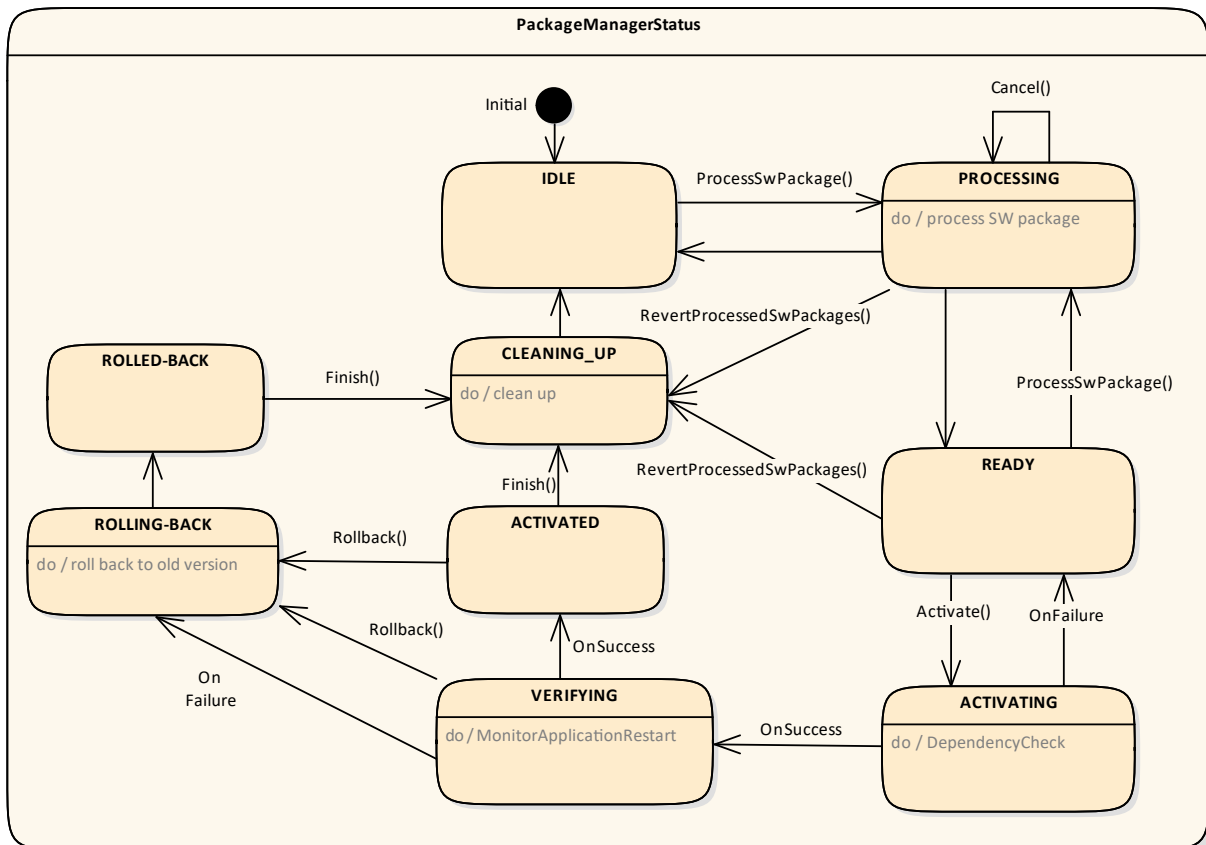 PackageManagerStatus
Cancel()
Initial
IDLE
ProcessSwPackage()
PROCESSING
do / process SW package
RevertProcessedSwPackages()
ROLLED-BACK
CLEANING_UP
Finish()
do / clean up
ProcessSwPackage()
READY
RevertProcessedSwPackages()
Finish()
ROLLING-BACK
ACTIVATED
Rollback()
do / roll back to old version
Activate()
OnFailure
Rollback()
OnSuccess
On
Failure
VERIFYING
ACTIVATING
OnSuccess
do / MonitorApplicationRestart
do / DependencyCheck